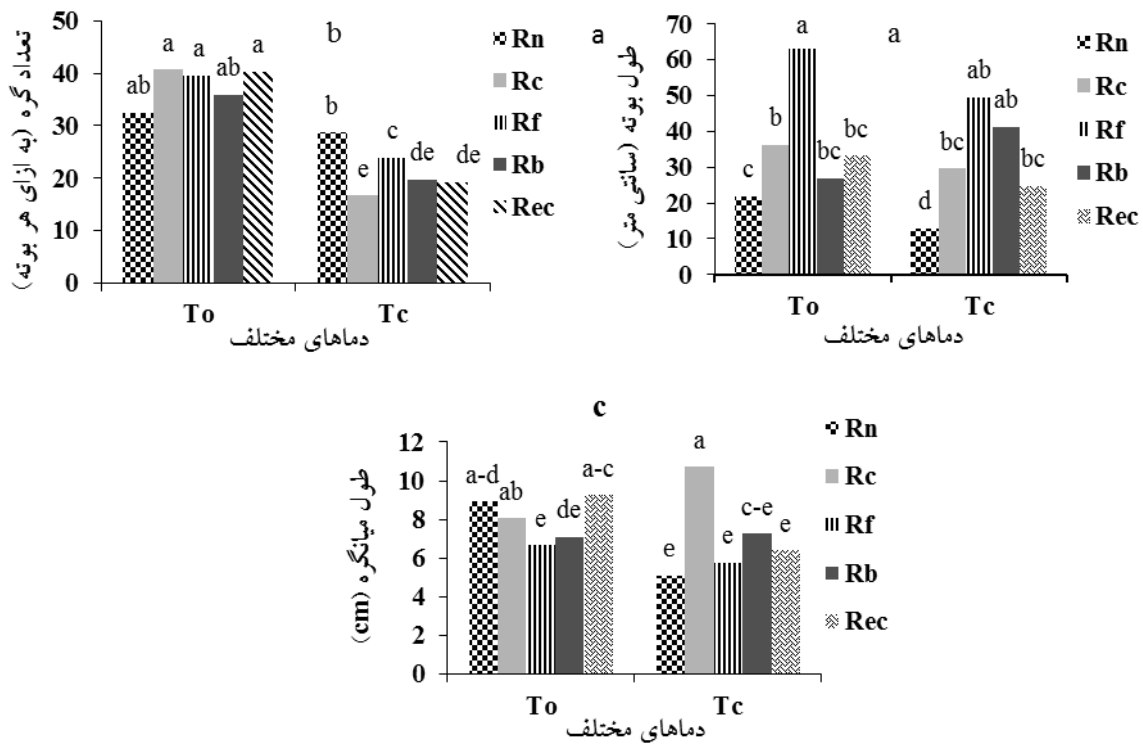 b
تعداد گره (به ازای هر بوته)
50
40
30
20
10
0
ab
a
a
ab
a
b
e
c
de
de
To
Tc
دماهای مختلف
Rn
Rc
Rf
Rb
Rec
a
a
طول بوته (سانتی متر)
70
60
50
40
30
20
10
0
c
b
a
bc
bc
d
bc
ab
ab
bc
To
Tc
دماهای مختلف
Rn
Rc
Rf
Rb
Rec
c
طول میانگره (cm)
12
10
8
6
4
2
0
a-d
ab
e
de
a-c
e
a
e
c-e
e
To
Tc
دماهای مختلف
Rn
Rc
Rf
Rb
Rec